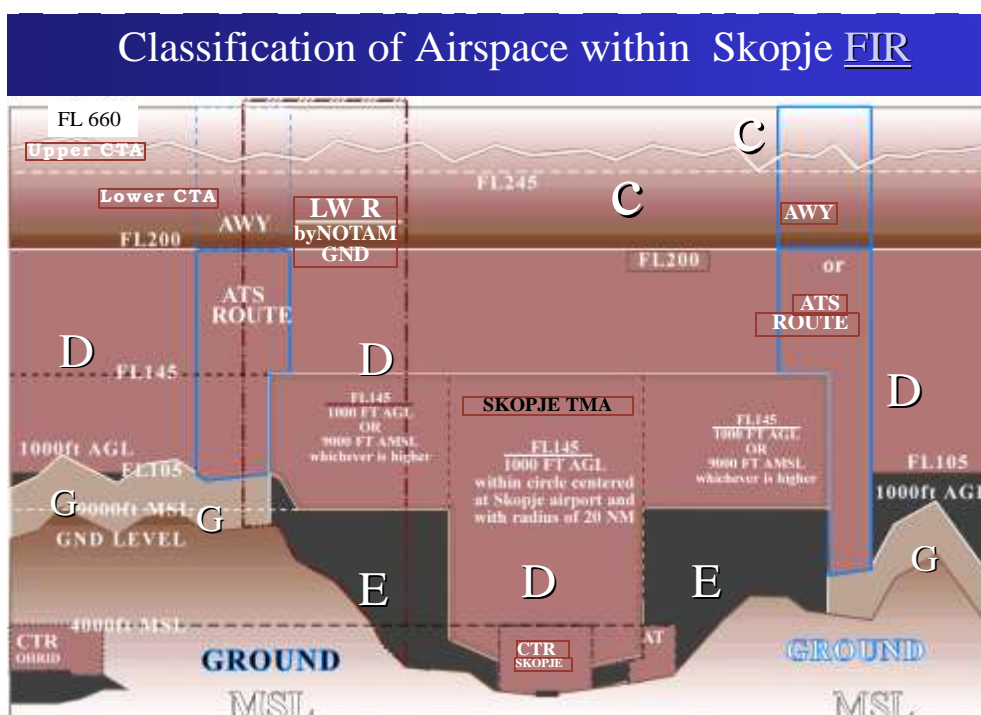 Classification of Airspace within Skopje FIR
FL 660
Upper CTA
C
FL245
C
Lower CTA
LW R
AWY
byNOTAM
GND
AWY
FL200
FL200
or
ATS
ROUTE
ATS
ROUTE
D
FL145
D
D
FL145
1000 FT AGL
OR
9000 FT AMSL
whichever is higher
SKOPJE TMA
FL145
1000 FT AGL
within circle centered
at Skopje airport and
with radius of 20 NM
FL145
1000 FT AGL
OR
9000 FT AMSL
whichever is higher
1000ft AGL
FL105
FL105
1000ft AGL
G
9000ft MSL
G
GND LEVEL
G
E
D
E
4000ft MSL
CTR
OHRID
CTR
SKOPJE
AT
GROUND
GROUND
MSL
MSL